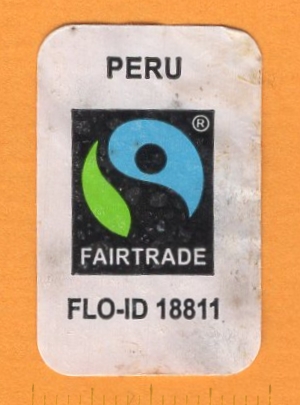 PERU
®
FAIRTRADE
FLO-ID 18811